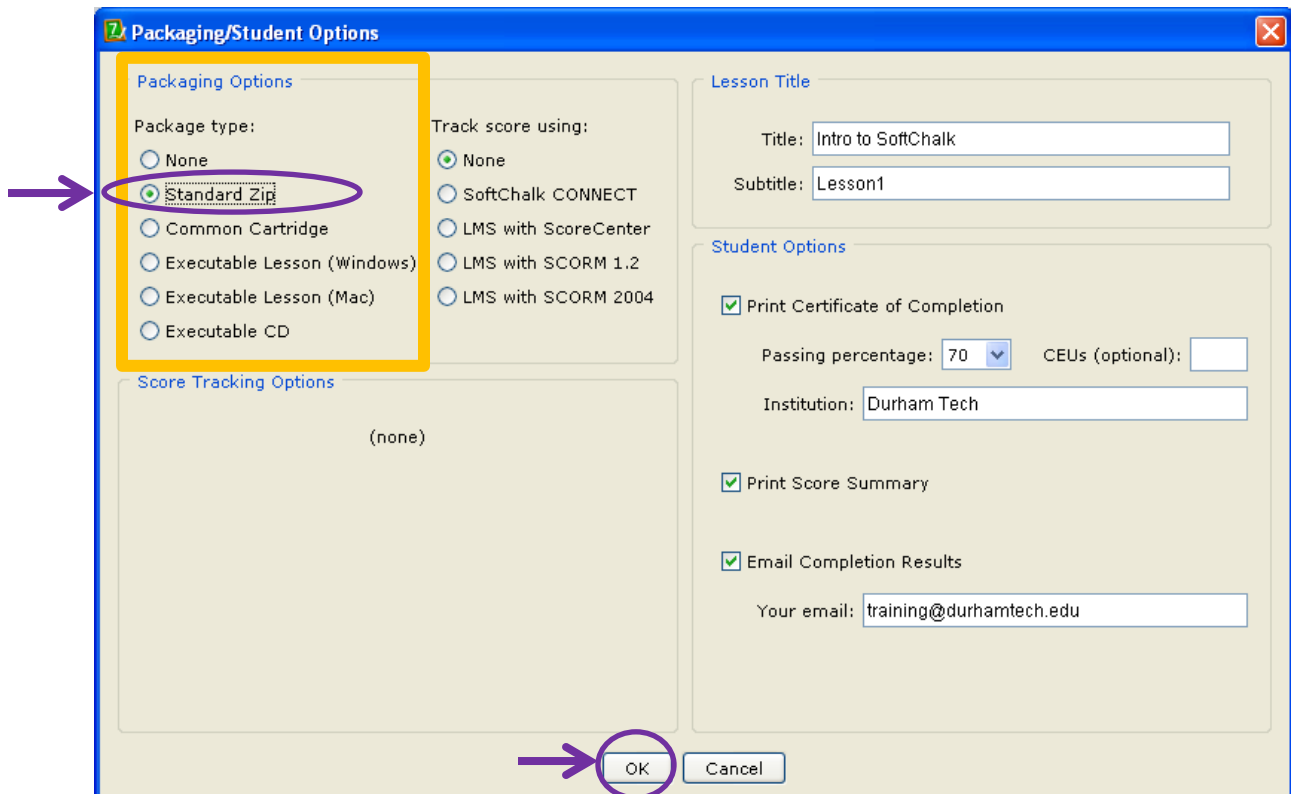 Packaging/Student Options
Packaging Options
Package type:
None
Standard Zip
Common Cartridge
Executable Lesson (Windows)
Executable Lesson (Mac)
Executable CD
Track score using:
None
SoftChalk CONNECT
LMS with ScoreCenter
LMS with SCORM 1.2
LMS with SCORM 2004
Score Tracking Options
(none)
Lesson Title
Title: Intro to SoftChalk
Subtitle: Lesson1
Student Options
Print Certificate of Completion
Passing percentage: 70 CEUs (optional):
Institution: Durham Tech
Print Score Summary
Email Completion Results
Your email: training@durhamtech.edu
OK Cancel